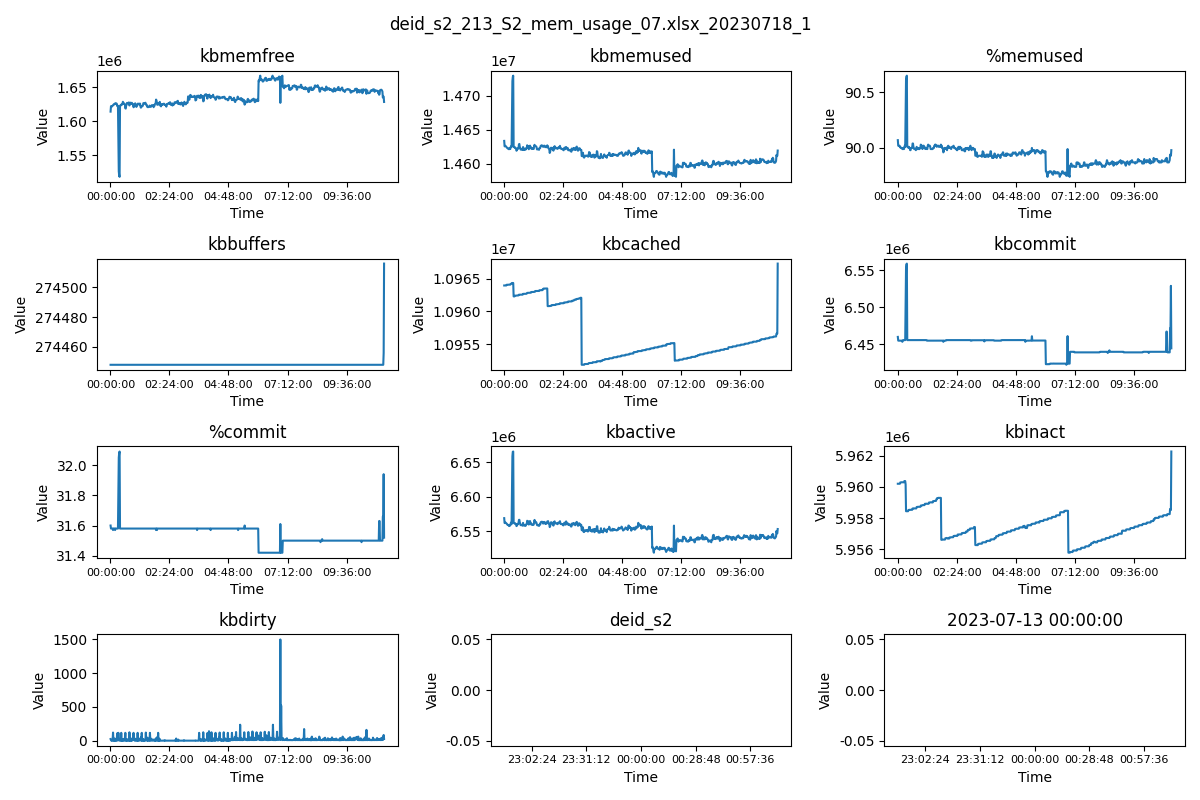 deid_s2_213_S2_mem_usage_07.xlsx_20230718_1
kbmemfree
1e6
1.65
1.60
1.55
Value
00:00:00 02:24:00 04:48:00 07:12:00 09:36:00
Time
kbmemused
1e7
1.470
1.465
1.460
Value
00:00:00 02:24:00 04:48:00 07:12:00 09:36:00
Time
%memused
90.5
90.0
Value
00:00:00 02:24:00 04:48:00 07:12:00 09:36:00
Time
kbbuffers
274500
274480
274460
Value
00:00:00 02:24:00 04:48:00 07:12:00 09:36:00
Time
kbcached
1e7
1.0965
1.0960
1.0955
Value
00:00:00 02:24:00 04:48:00 07:12:00 09:36:00
Time
kbcommit
1e6
6.55
6.50
6.45
Value
00:00:00 02:24:00 04:48:00 07:12:00 09:36:00
Time
%commit
32.0
31.8
31.6
31.4
Value
00:00:00 02:24:00 04:48:00 07:12:00 09:36:00
Time
kbactive
1e6
6.65
6.60
6.55
Value
00:00:00 02:24:00 04:48:00 07:12:00 09:36:00
Time
kbinact
1e6
5.962
5.960
5.958
5.956
Value
00:00:00 02:24:00 04:48:00 07:12:00 09:36:00
Time
kbdirty
1500
1000
500
0
Value
00:00:00 02:24:00 04:48:00 07:12:00 09:36:00
Time
deid_s2
0.05
0.00
-0.05
Value
23:02:24 23:31:12 00:00:00 00:28:48 00:57:36
Time
2023-07-13 00:00:00
0.05
0.00
-0.05
Value
23:02:24 23:31:12 00:00:00 00:28:48 00:57:36
Time